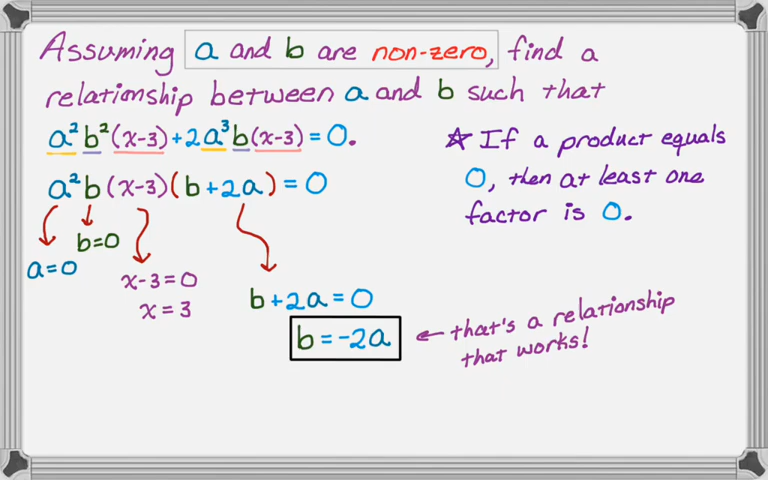 Assuming a and b are non-zero, find a
relationship between a and b such that
a²b²(x-3)+2a³b(x-3)=0.
a²b(x-3)(b+2a)=0
☆ If a product equals
0, then at least one
factor is 0.
b=0
a=0
x-3=0
x=3
b+2a=0
b=-2a
← that's a relationship
that works!